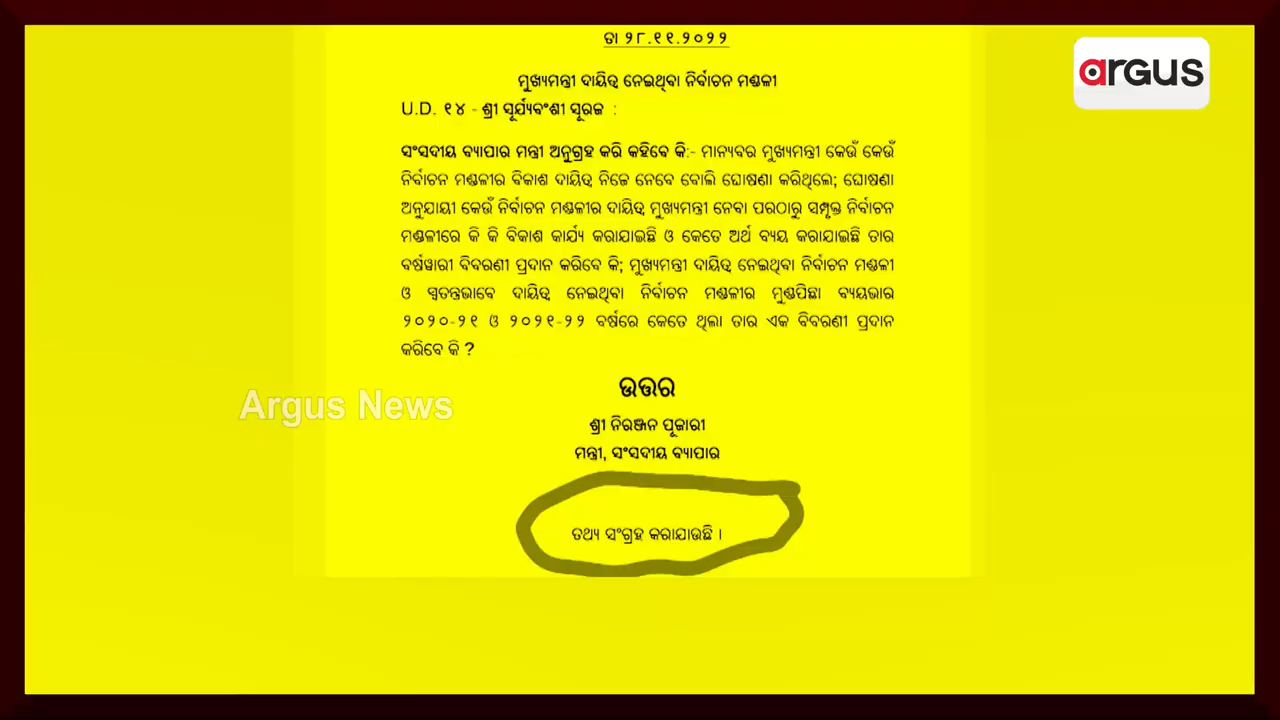 argus
ତା ୨୮.୧୧.୨୦୨୨
ମୁଖ୍ୟମନ୍ତ୍ରୀ ଦାୟିତ୍ୱ ନେଇଥିବା ନିର୍ବାଚନ ମଣ୍ଡଳୀ
U.D. ୧୪ - ଶ୍ରୀ ସୂର୍ଯ୍ୟବଂଶୀ ସୂରଜ :
ସଂସଦୀୟ ବ୍ୟାପାର ମନ୍ତ୍ରୀ ଅନୁଗ୍ରହ କରି କହିବେ କି:- ମାନ୍ୟବର ମୁଖ୍ୟମନ୍ତ୍ରୀ କେଉଁ କେଉଁ
ନିର୍ବାଚନ ମଣ୍ଡଳୀର ବିକାଶ ଦାୟିତ୍ୱ ନିଜେ ନେବେ ବୋଲି ଘୋଷଣା କରିଥିଲେ; ଘୋଷଣା
ଅନୁଯାୟୀ କେଉଁ ନିର୍ବାଚନ ମଣ୍ଡଳୀର ଦାୟିତ୍ୱ ମୁଖ୍ୟମନ୍ତ୍ରୀ ନେବା ପରଠାରୁ ସମ୍ପୃକ୍ତ ନିର୍ବାଚନ
ମଣ୍ଡଳୀରେ କି କି ବିକାଶ କାର୍ଯ୍ୟ କରାଯାଇଛି ଓ କେତେ ଅର୍ଥ ବ୍ୟୟ କରାଯାଇଛି ତାର
ବର୍ଷୱାରୀ ବିବରଣୀ ପ୍ରଦାନ କରିବେ କି; ମୁଖ୍ୟମନ୍ତ୍ରୀ ଦାୟିତ୍ୱ ନେଇଥିବା ନିର୍ବାଚନ ମଣ୍ଡଳୀ
ଓ ସ୍ୱତନ୍ତ୍ରଭାବେ ଦାୟିତ୍ୱ ନେଇଥିବା ନିର୍ବାଚନ ମଣ୍ଡଳୀର ମୁଣ୍ଡପିଛା ବ୍ୟୟଭାର
୨୦୨୦-୨୧ ଓ ୨୦୨୧-୨୨ ବର୍ଷରେ କେତେ ଥିଲା ତାର ଏକ ବିବରଣୀ ପ୍ରଦାନ
କରିବେ କି ?
ଉତ୍ତର
Argus News
ଶ୍ରୀ ନିରଞ୍ଜନ ପୂଜାରୀ
ମନ୍ତ୍ରୀ, ସଂସଦୀୟ ବ୍ୟାପାର
ତଥ୍ୟ ସଂଗ୍ରହ କରାଯାଉଛି ।